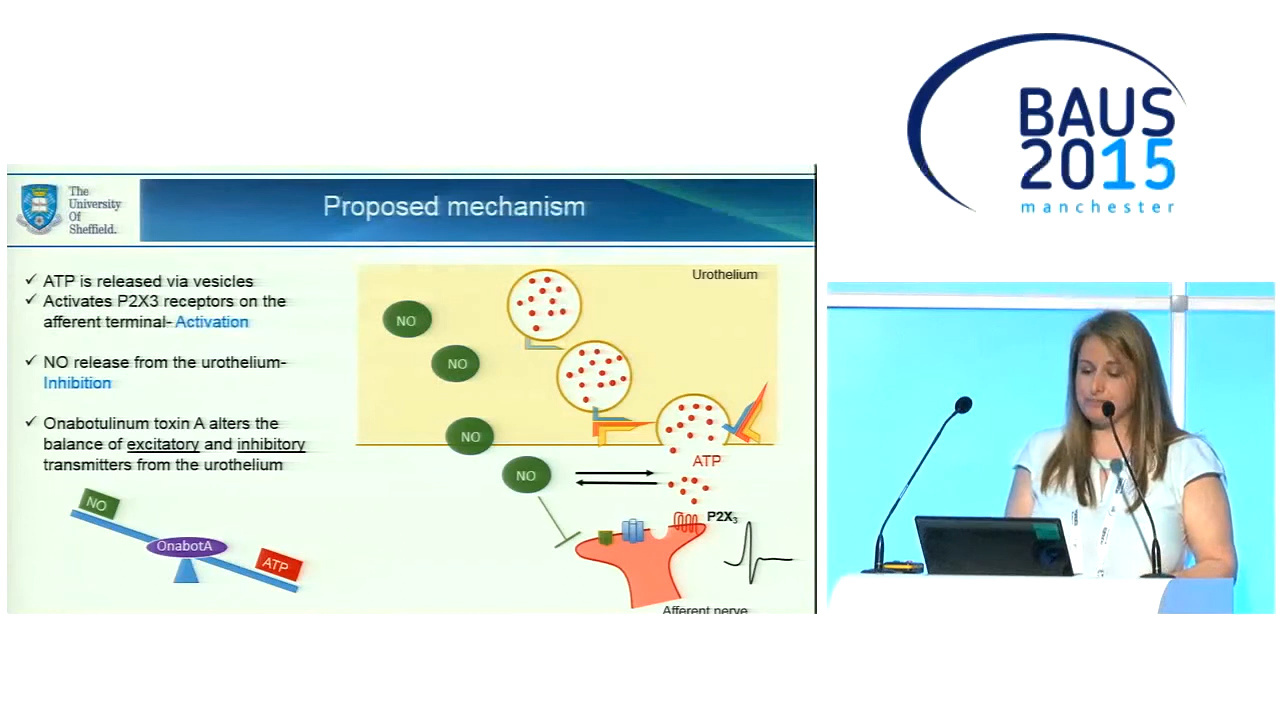 BAUS
2015
manchester
The
University
Of
Sheffield.
Proposed mechanism
✓ ATP is released via vesicles
✓ Activates P2X3 receptors on the
afferent terminal- Activation
✓ NO release from the urothelium-
Inhibition
✓ Onabotulinum toxin A alters the
balance of excitatory and inhibitory
transmitters from the urothelium
NO
OnabotA
ATP
Urothelium
NO
NO
NO
NO
ATP
P2X3
Afferent nerve